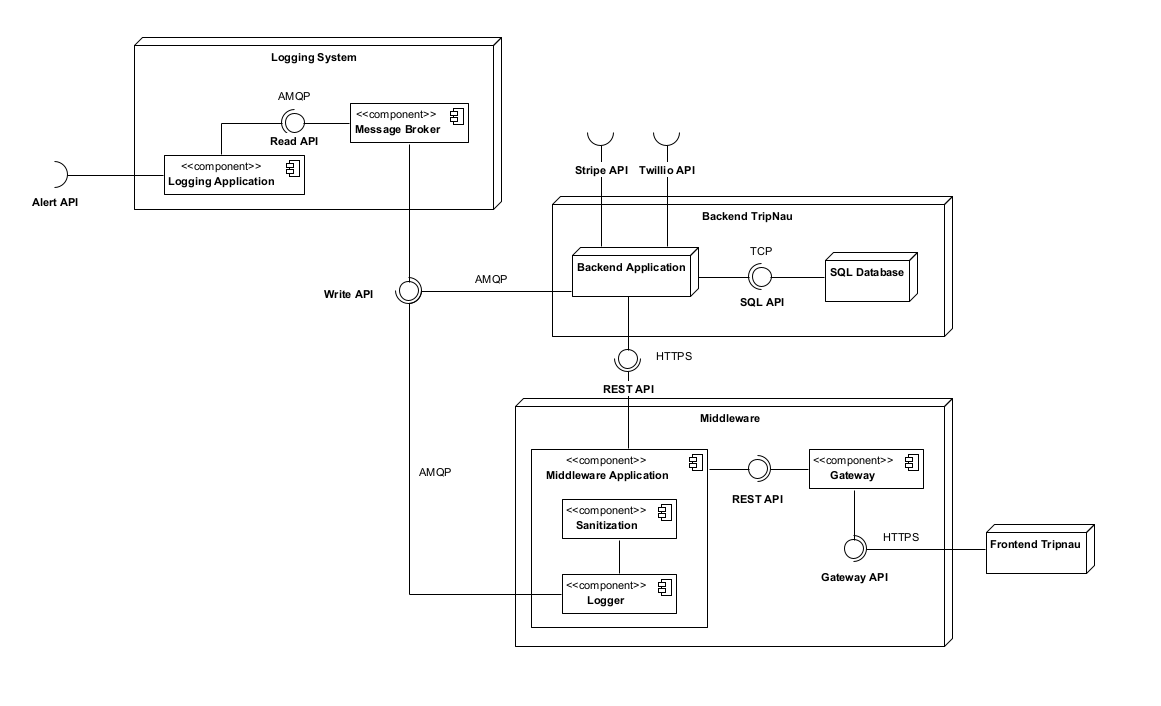 Logging System
AMQP
<<component>>
Message Broker
Read API
<<component>>
Logging Application
Alert API
Stripe API
Twillio API
Backend TripNau
Backend Application
TCP
SQL API
SQL Database
Write API
AMQP
HTTPS
REST API
Middleware
<<component>>
Middleware Application
REST API
<<component>>
Gateway
AMQP
<<component>>
Sanitization
<<component>>
Logger
HTTPS
Gateway API
Frontend Tripnau